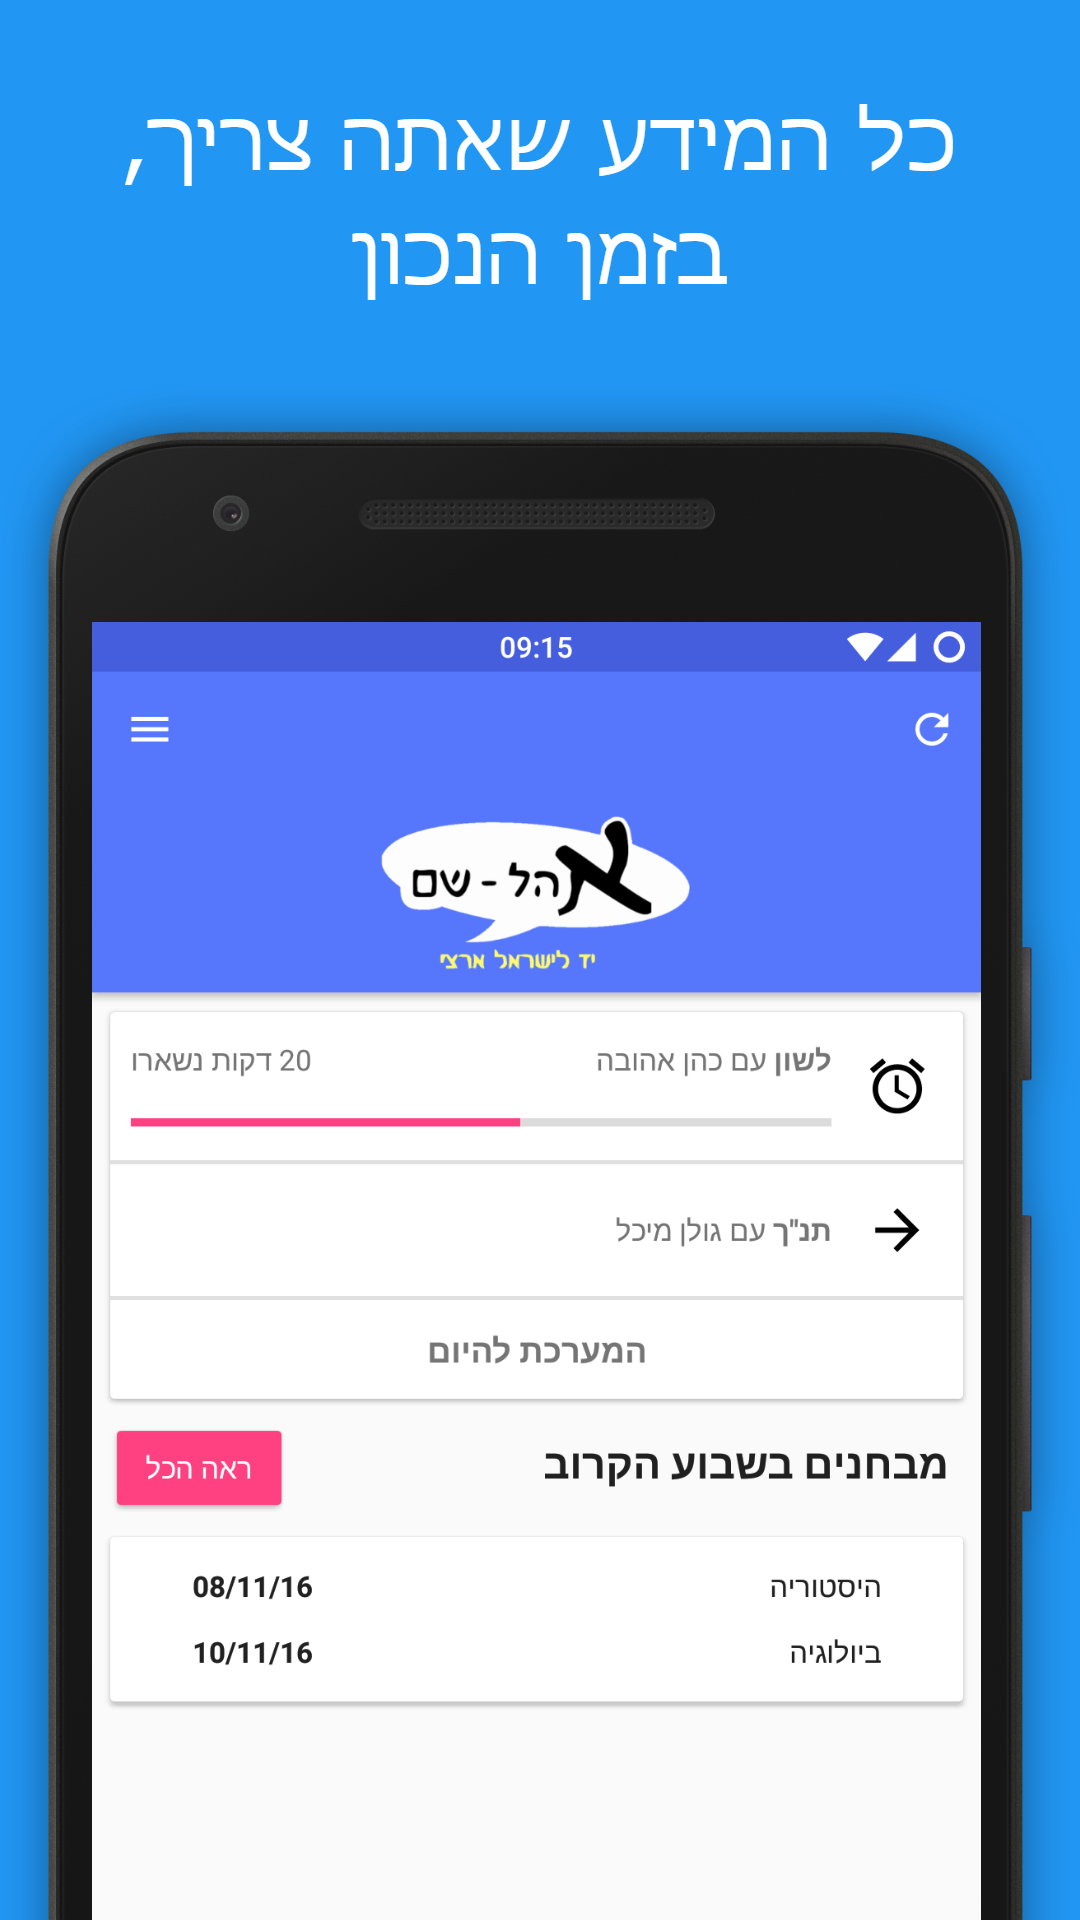 כל המידע שאתה צריך,
בזמן הנכון
09:15
אהל - שם
יד לישראל ארצי
לשון עם כהן אהובה
20 דקות נשארו
תנ"ך עם גולן מיכל
המערכת להיום
מבחנים בשבוע הקרוב
ראה הכל
היסטוריה 08/11/16
ביולוגיה 10/11/16